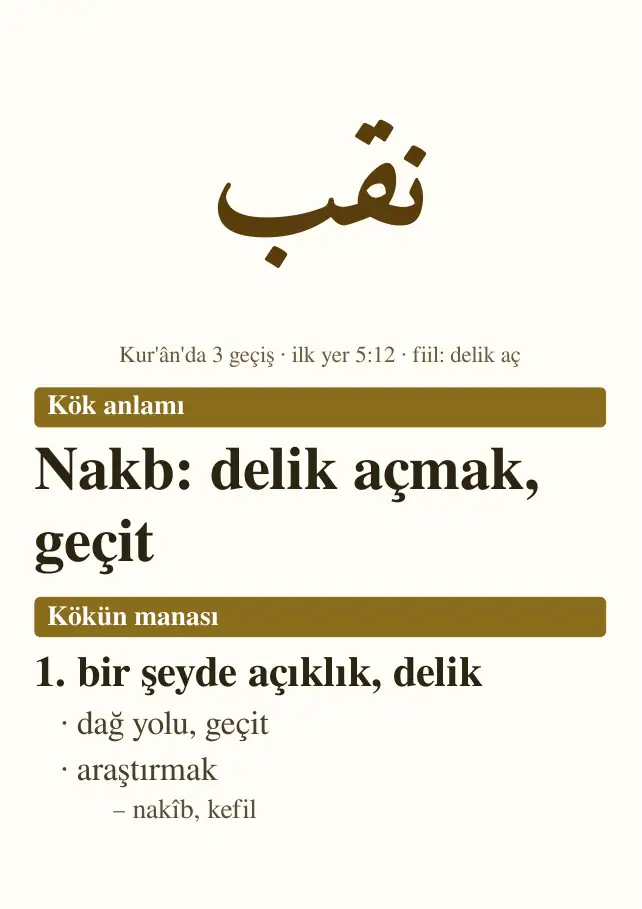 نقب
Kur'ân'da 3 geçiş · ilk yer 5:12 · fiil: delik aç
Kök anlamı
Nakb: delik açmak,
geçit
Kökün manası
1. bir şeyde açıklık, delik
· dağ yolu, geçit
· araştırmak
– nakîb, kefil